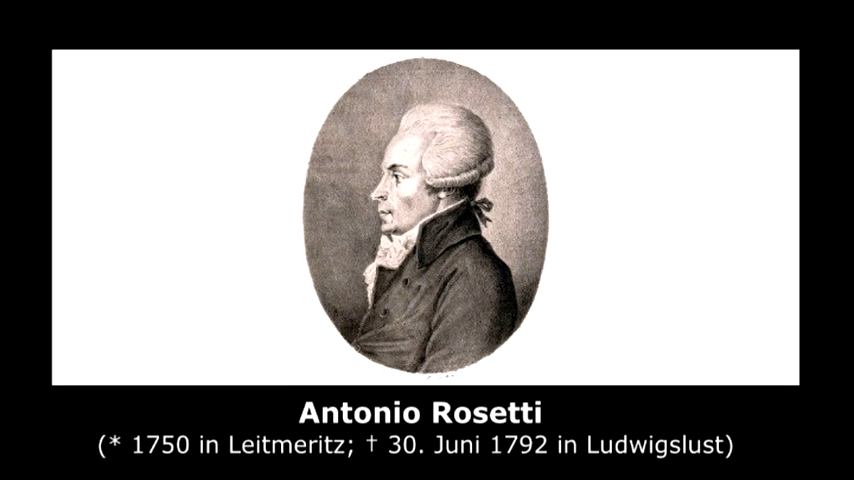 Antonio Rosetti
(* 1750 in Leitmeritz; † 30. Juni 1792 in Ludwigslust)